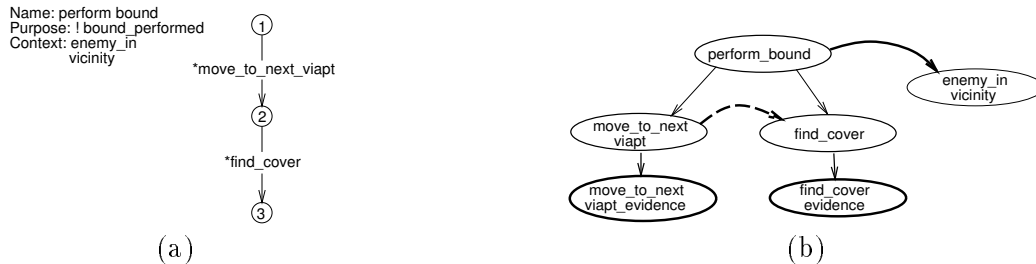 Name: perform bound
Purpose: ! bound_performed
Context: enemy_in
vicinity
1
*move_to_next_viapt
2
*find_cover
3
(a)
perform_bound
enemy_in
vicinity
move_to_next
viapt
find_cover
move_to_next
viapt_evidence
find_cover
evidence
(b)